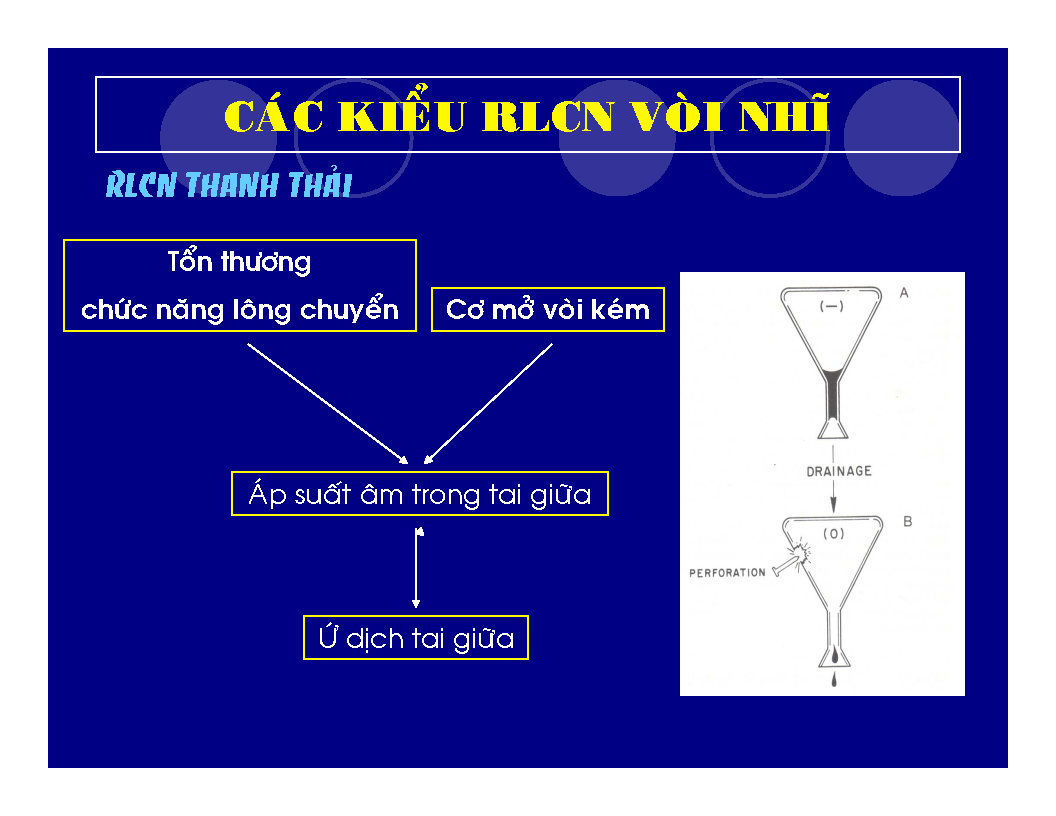 CÁC KIỂU RLCN VÒI NHĨ
RLCN THANH THẢI
Tổn thương
chức năng lông chuyển
Cơ mở vòi kém
Áp suất âm trong tai giữa
Ứ dịch tai giữa
A
(—)
DRAINAGE
B
(O)
PERFORATION